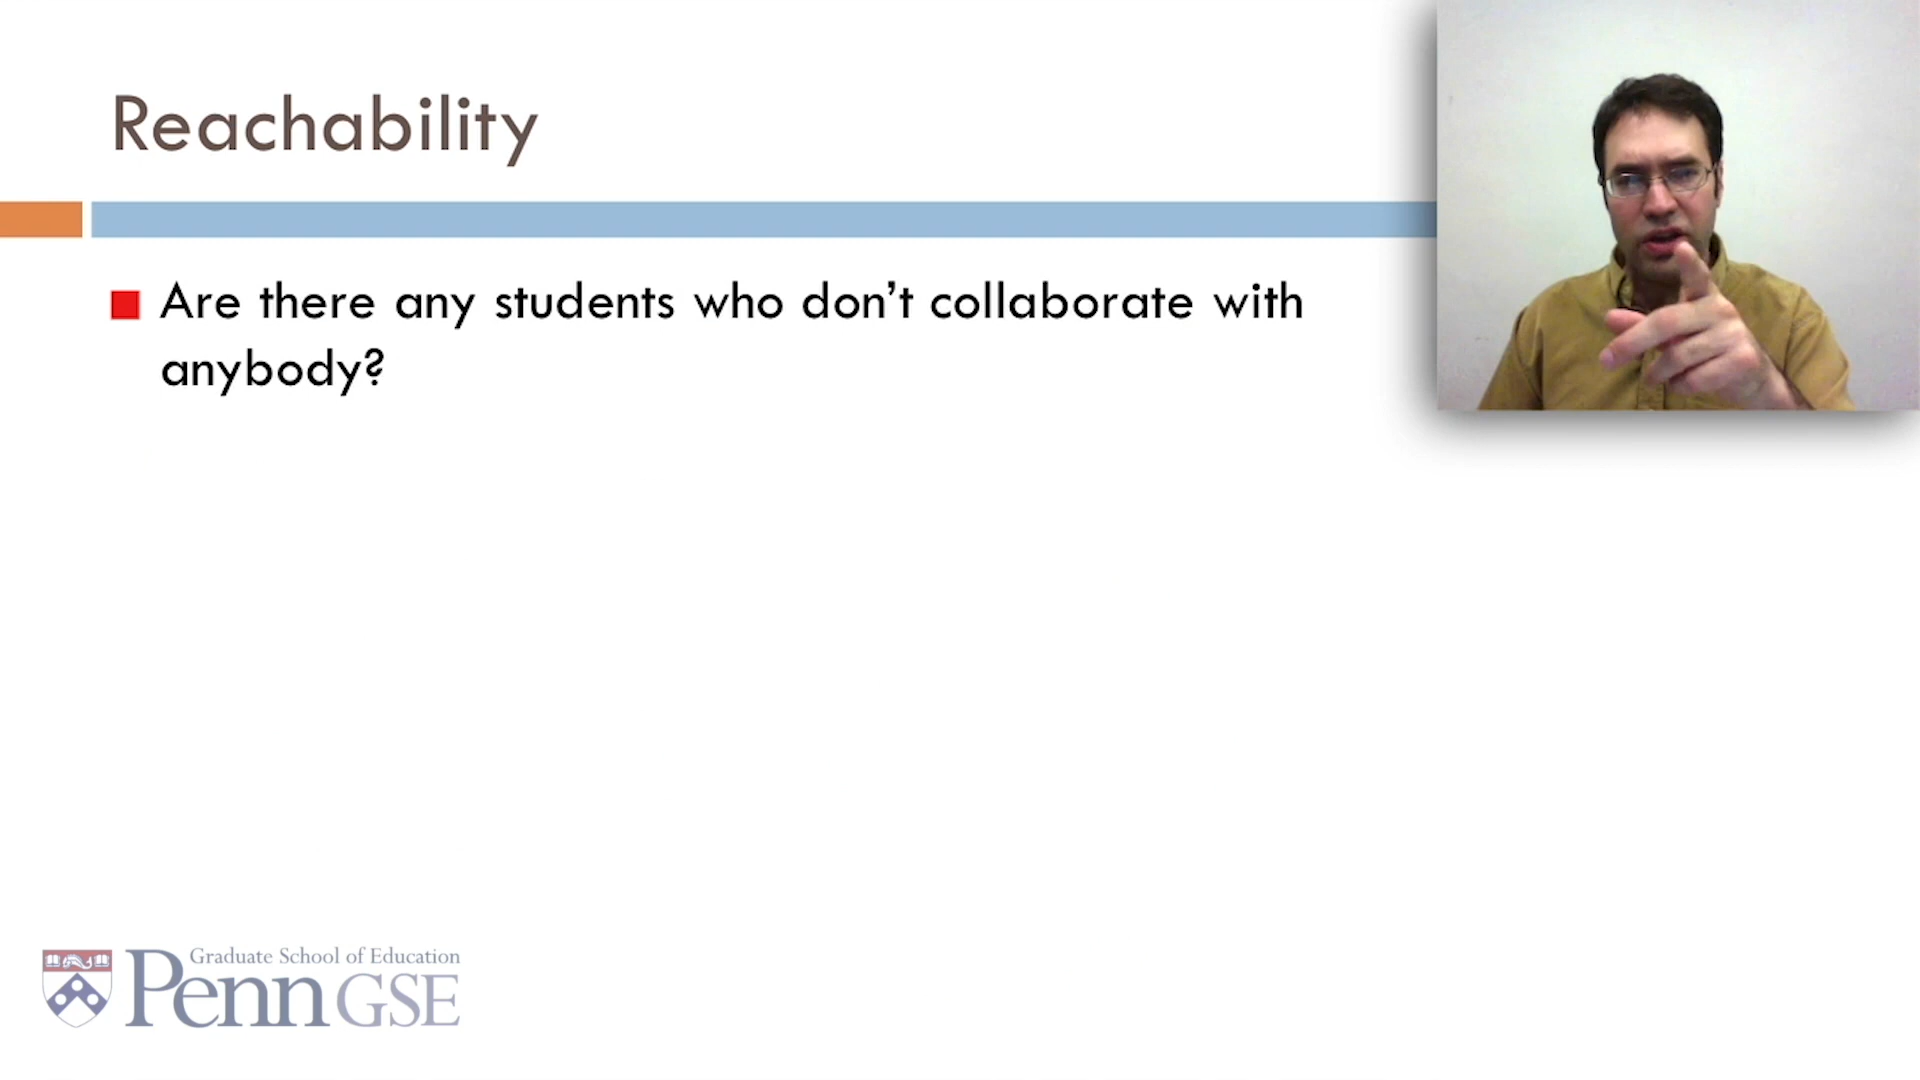 Reachability
Are there any students who don’t collaborate with
anybody?
Graduate School of Education
Penn GSE